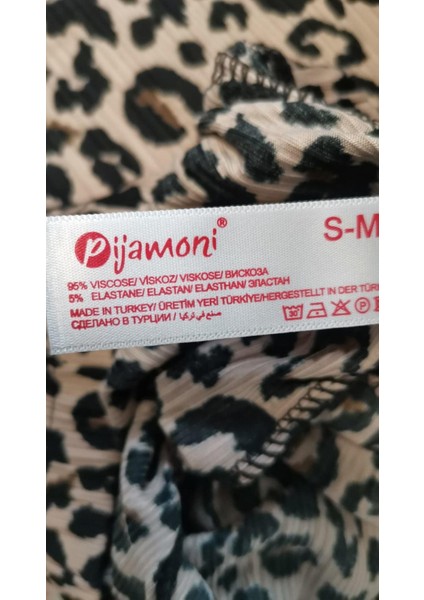 Pijamoni®
S-M
95% VISCOSE/ VİSKOZ/ VISKOSE/ ВИСКОЗА
5% ELASTANE/ ELASTAN/ ELASTHAN/ ЭЛАСТАН
MADE IN TURKEY/ ÜRETİM YERİ TÜRKİYE/HERGESTELLT IN DER TÜRK
СДЕЛАНО В ТУРЦИИ / صنع في تركيا
30
P